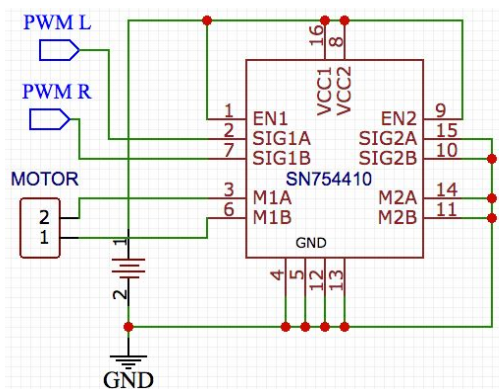 PWM L
PWM R
MOTOR
2
1
1
2
GND
16
8
VCC1
VCC2
1 EN1
2 SIG1A
7 SIG1B
3 M1A
6 M1B
EN2 9
SIG2A 15
SIG2B 10
SN754410
M2A 14
M2B 11
GND
4
5
12
13